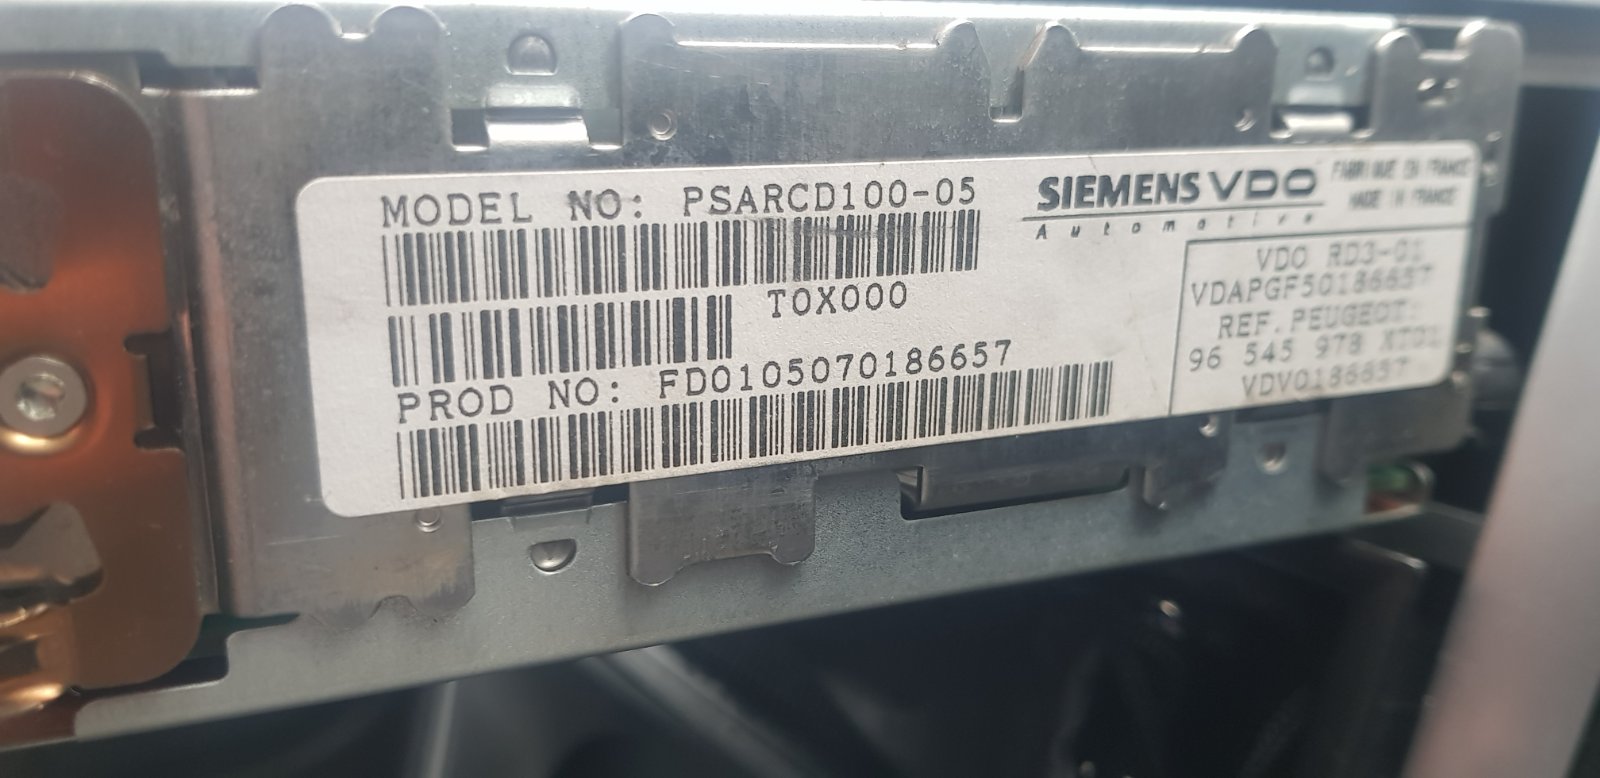 MODEL NO: PSARCD100-05
T0X000
PROD NO: FD0105070186657
SIEMENS VDO
Automotive
FABRIQUE EN FRANCE
MADE IN FRANCE
VDO RD3-01
VDAPGF50186657
REF. PEUGEOT:
96 545 978 XT01
VDV0186657